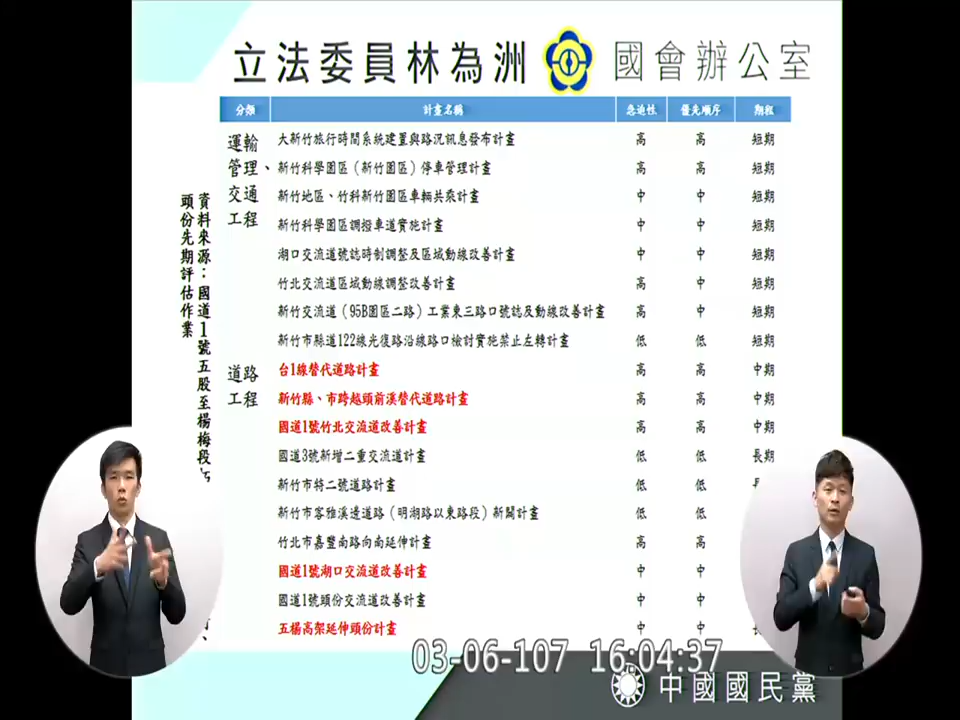 立法委員林為洲 國會辦公室
分類 計畫名稱 急迫性 優先順序 期程
運輸管理、交通工程
大新竹旅行時間系統建置與路況訊息發布計畫 高 高 短期
新竹科學園區（新竹園區）停車管理計畫 高 高 短期
新竹地區、竹科新竹園區車輛共乘計畫 中 中 短期
新竹科學園區調撥車道實施計畫 中 中 短期
湖口交流道號誌時制調整及區域動線改善計畫 中 中 短期
竹北交流道區域動線調整改善計畫 高 中 短期
新竹交流道（95B園區二路）工業東三路口號誌及動線改善計畫 高 中 短期
新竹市縣道122線光復路沿線路口檢討實施禁止左轉計畫 低 低 短期
道路工程
台1線替代道路計畫 高 高 中期
新竹縣、市跨越頭前溪替代道路計畫 高 高 中期
國道1號竹北交流道改善計畫 高 高 中期
國道3號新增二重交流道計畫 低 低 長期
新竹市特二號道路計畫 低 低
新竹市客雅溪邊道路（明湖路以東路段）新闢計畫 低 低
竹北市嘉豐南路向南延伸計畫 高 高
國道1號湖口交流道改善計畫 中 中
國道1號頭份交流道改善計畫 中 中
五楊高架延伸頭份計畫 中 中
資料來源：國道1號五股至楊梅段
頭份先期評估作業
03-06-107 16:04:37
中國國民黨